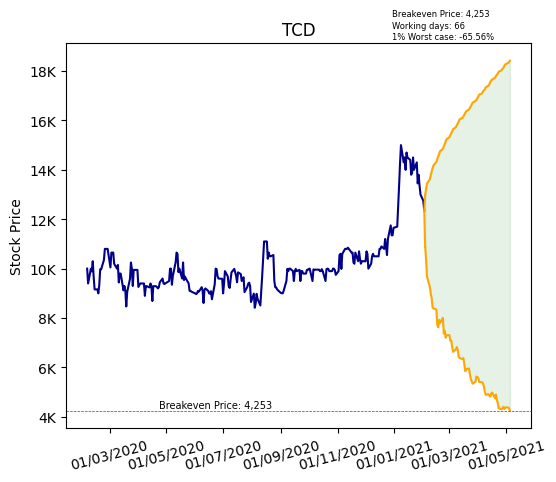 Breakeven Price: 4,253
Working days: 66
1% Worst case: -65.56%
TCD
Stock Price
18K
16K
14K
12K
10K
8K
6K
4K
Breakeven Price: 4,253
01/03/2020
01/05/2020
01/07/2020
01/09/2020
01/11/2020
01/01/2021
01/03/2021
01/05/2021